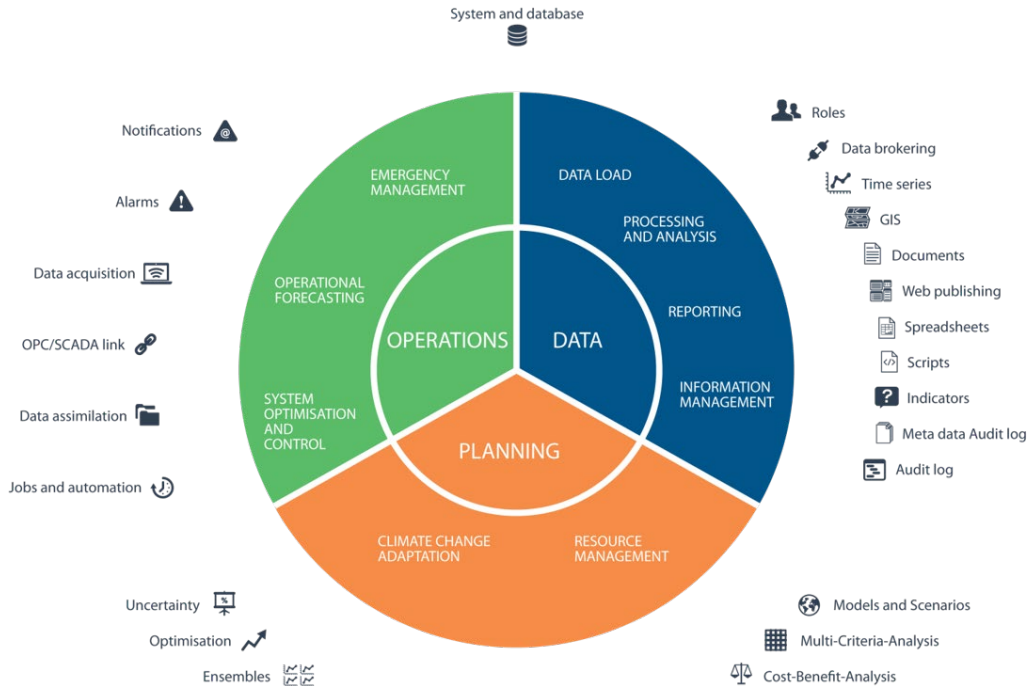 System and database
Notifications
Alarms
Data acquisition
OPC/SCADA link
Data assimilation
Jobs and automation
EMERGENCY
MANAGEMENT
OPERATIONAL
FORECASTING
SYSTEM
OPTIMISATION
AND
CONTROL
OPERATIONS
DATA
PLANNING
DATA LOAD
PROCESSING
AND ANALYSIS
REPORTING
INFORMATION
MANAGEMENT
CLIMATE CHANGE
ADAPTATION
RESOURCE
MANAGEMENT
Roles
Data brokering
Time series
GIS
Documents
Web publishing
Spreadsheets
Scripts
Indicators
Meta data Audit log
Audit log
Uncertainty
Optimisation
Ensembles
Models and Scenarios
Multi-Criteria-Analysis
Cost-Benefit-Analysis